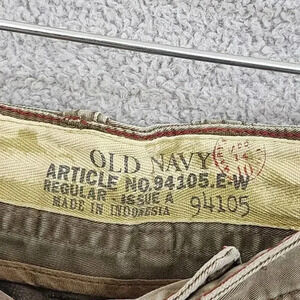 OLD NAVY
ARTICLE NO.94105.E-W
REGULAR - ISSUE A
MADE IN INDONESIA 94105